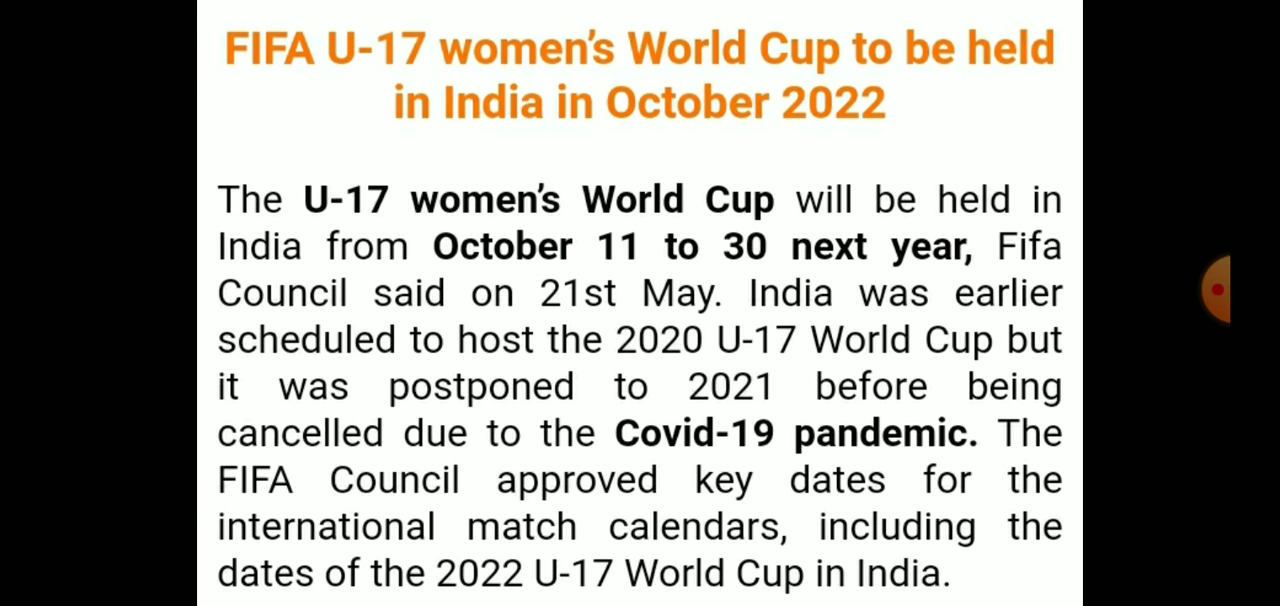 FIFA U-17 women's World Cup to be held
in India in October 2022
The U-17 women's World Cup will be held in
India from October 11 to 30 next year, Fifa
Council said on 21st May. India was earlier
scheduled to host the 2020 U-17 World Cup but
it was postponed to 2021 before being
cancelled due to the Covid-19 pandemic. The
FIFA Council approved key dates for the
international match calendars, including the
dates of the 2022 U-17 World Cup in India.